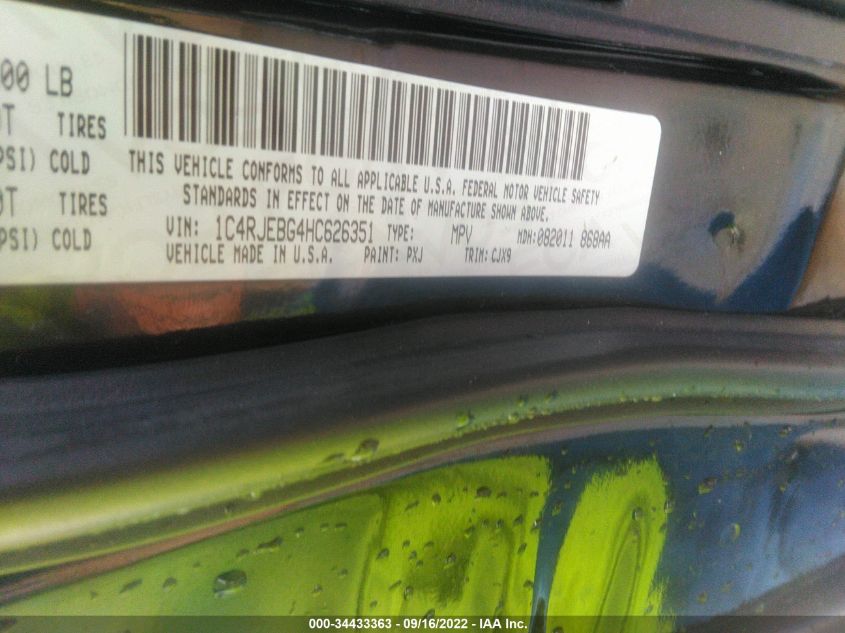 00 LB
TIRES
PSI) COLD
TIRES
PSI) COLD
THIS VEHICLE CONFORMS TO ALL APPLICABLE U.S.A. FEDERAL MOTOR VEHICLE SAFETY
STANDARDS IN EFFECT ON THE DATE OF MANUFACTURE SHOWN ABOVE.
VIN: 1C4RJEBG4HC626351 TYPE: MPV MDH:082011 868AA
VEHICLE MADE IN U.S.A. PAINT: PXJ TRIM: CJX9
000-34433363 - 09/16/2022 - IAA Inc.